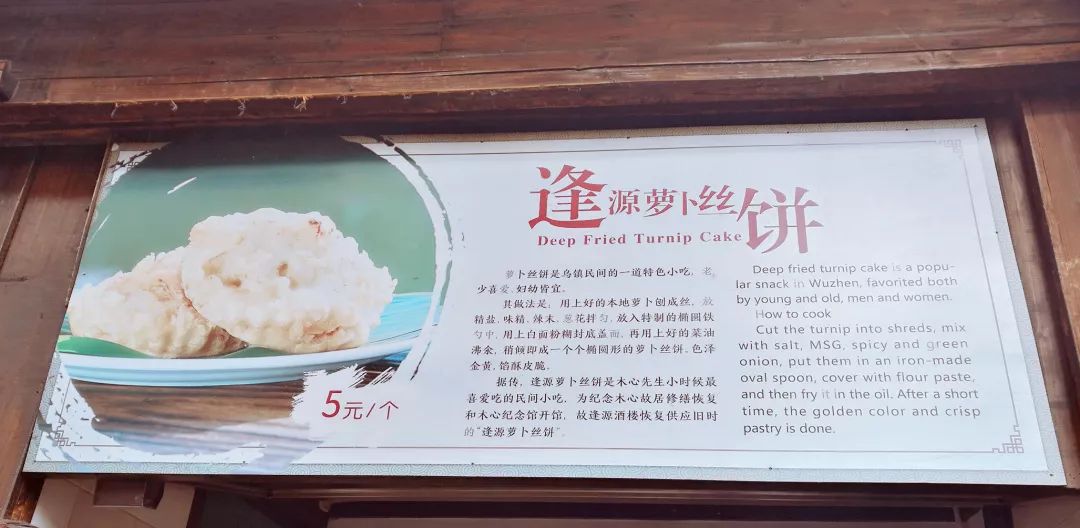 逢源萝卜丝饼
Deep Fried Turnip Cake
萝卜丝饼是乌镇民间的一道特色小吃，老、
少喜爱、妇幼皆宜。
其做法是：用上好的本地萝卜刨成丝，放
精盐、味精、辣末、葱花拌匀，放入特制的椭圆铁
勺中，用上白面粉糊封底盖面，再用上好的菜油
沸汆，稍倾即成一个个椭圆形的萝卜丝饼。色泽
金黄、馅酥皮脆。
据传，逢源萝卜丝饼是木心先生小时候最
喜爱吃的民间小吃，为纪念木心故居修缮恢复
和木心纪念馆开馆，故逢源酒楼恢复供应旧时
的“逢源萝卜丝饼”。
Deep fried turnip cake is a popu-
lar snack in Wuzhen, favorited both
by young and old, men and women.
How to cook
Cut the turnip into shreds, mix
with salt, MSG, spicy and green
onion, put them in an iron-made
oval spoon, cover with flour paste,
and then fry it in the oil. After a short
time, the golden color and crisp
pastry is done.
5元/个